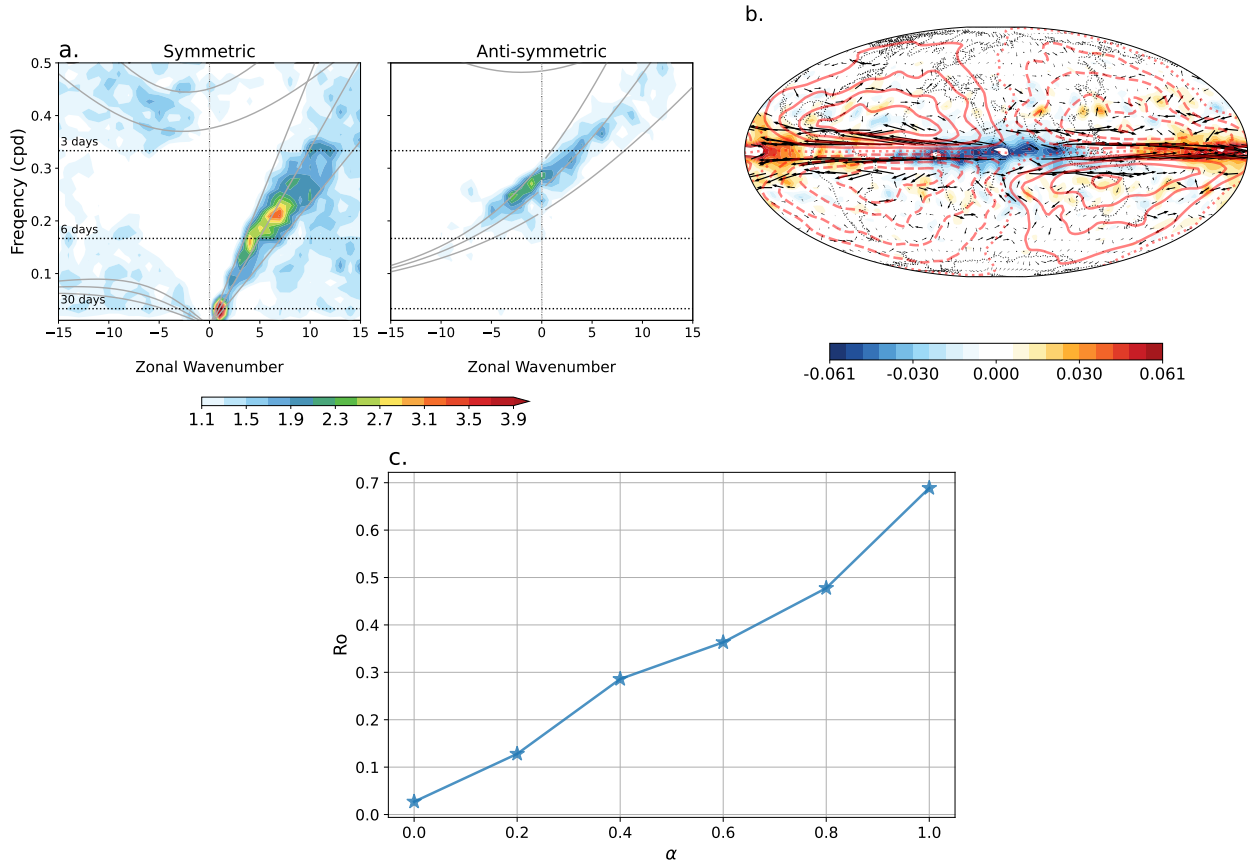 a.
Symmetric
Anti-symmetric
b.
Frequency (cpd)
0.5
0.4
0.3
0.2
0.1
3 days
6 days
30 days
−15 −10 −5 0 5 10 15
−15 −10 −5 0 5 10 15
Zonal Wavenumber
Zonal Wavenumber
1.1 1.5 1.9 2.3 2.7 3.1 3.5 3.9
-0.061 -0.030 0.000 0.030 0.061
c.
Ro
0.7
0.6
0.5
0.4
0.3
0.2
0.1
0.0
0.0 0.2 0.4 0.6 0.8 1.0
α